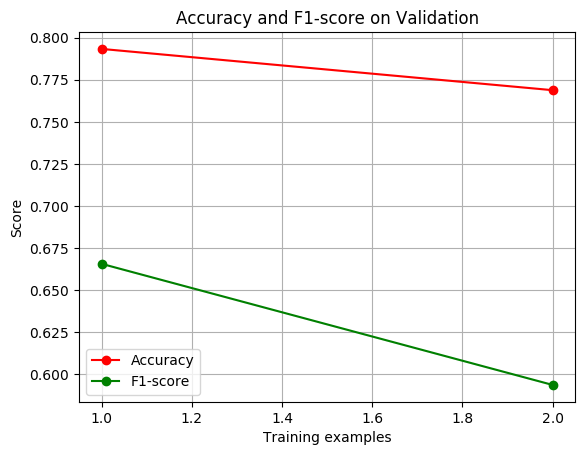 Accuracy and F1-score on Validation
0.800
0.775
0.750
0.725
0.700
0.675
0.650
0.625
0.600
Score
Accuracy
F1-score
1.0 1.2 1.4 1.6 1.8 2.0
Training examples